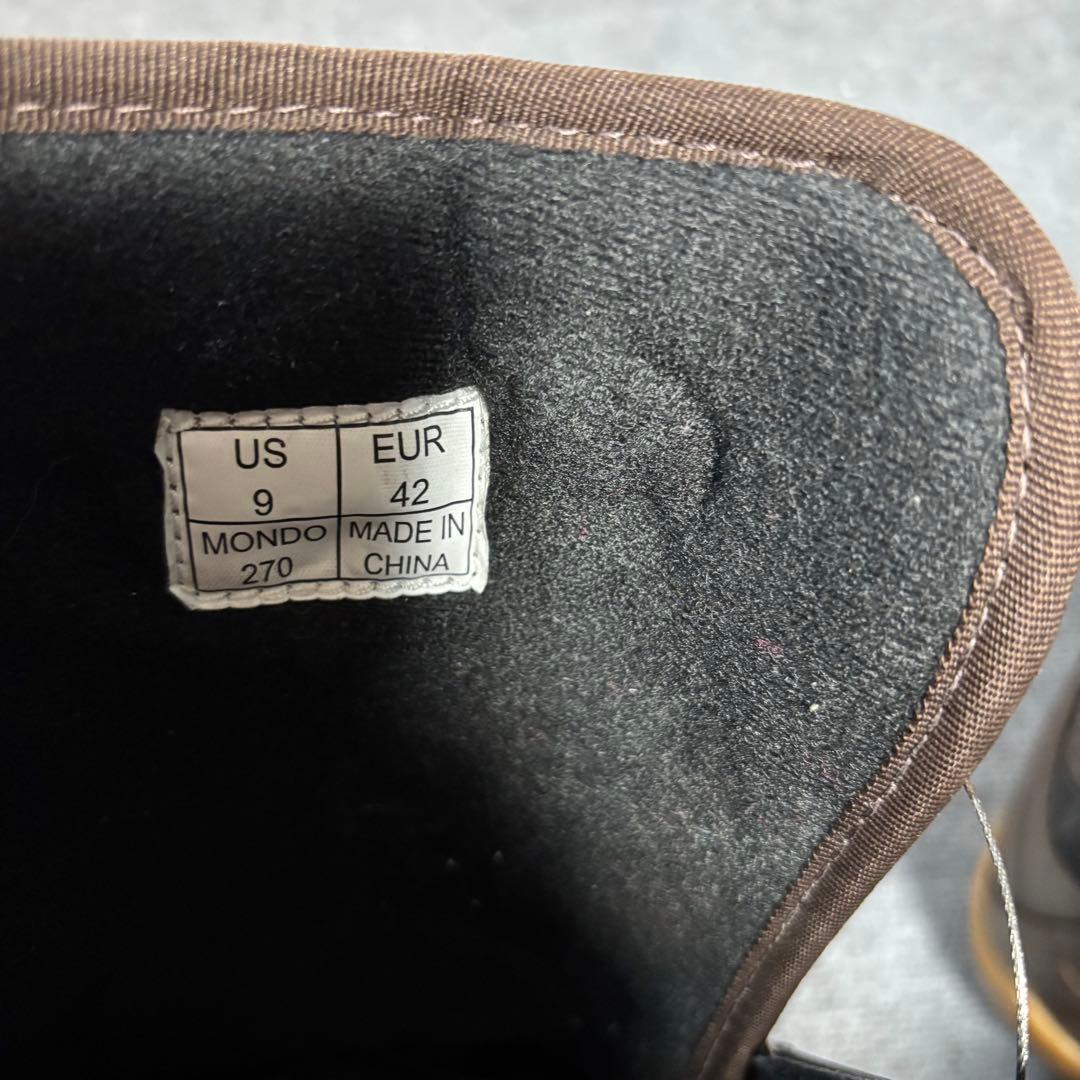 US EUR
9 42
MONDO MADE IN
270 CHINA